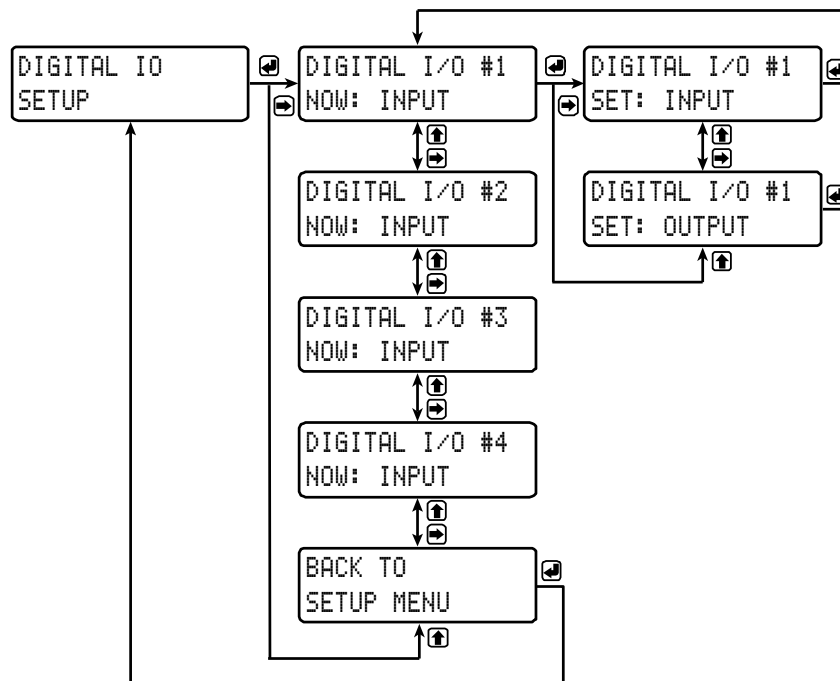 DIGITAL IO
SETUP
DIGITAL I/O #1
NOW: INPUT
DIGITAL I/O #1
SET: INPUT
DIGITAL I/O #2
NOW: INPUT
DIGITAL I/O #1
SET: OUTPUT
DIGITAL I/O #3
NOW: INPUT
DIGITAL I/O #4
NOW: INPUT
BACK TO
SETUP MENU